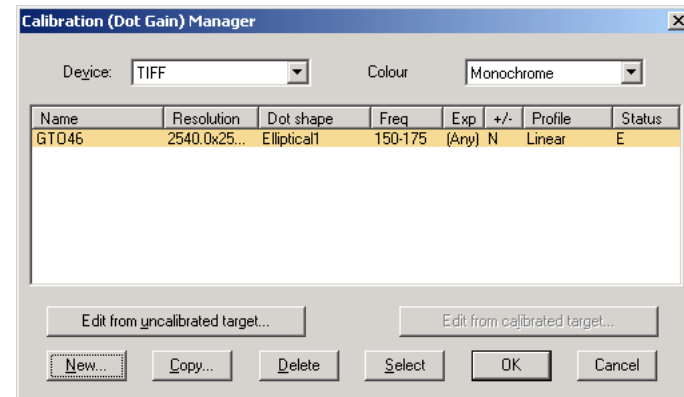 Calibration (Dot Gain) Manager
Device: TIFF Colour Monochrome
Name Resolution Dot shape Freq Exp +/- Profile Status
GTO46 2540.0x25... Elliptical1 150-175 (Any) N Linear E
Edit from uncalibrated target... Edit from calibrated target...
New... Copy... Delete Select OK Cancel